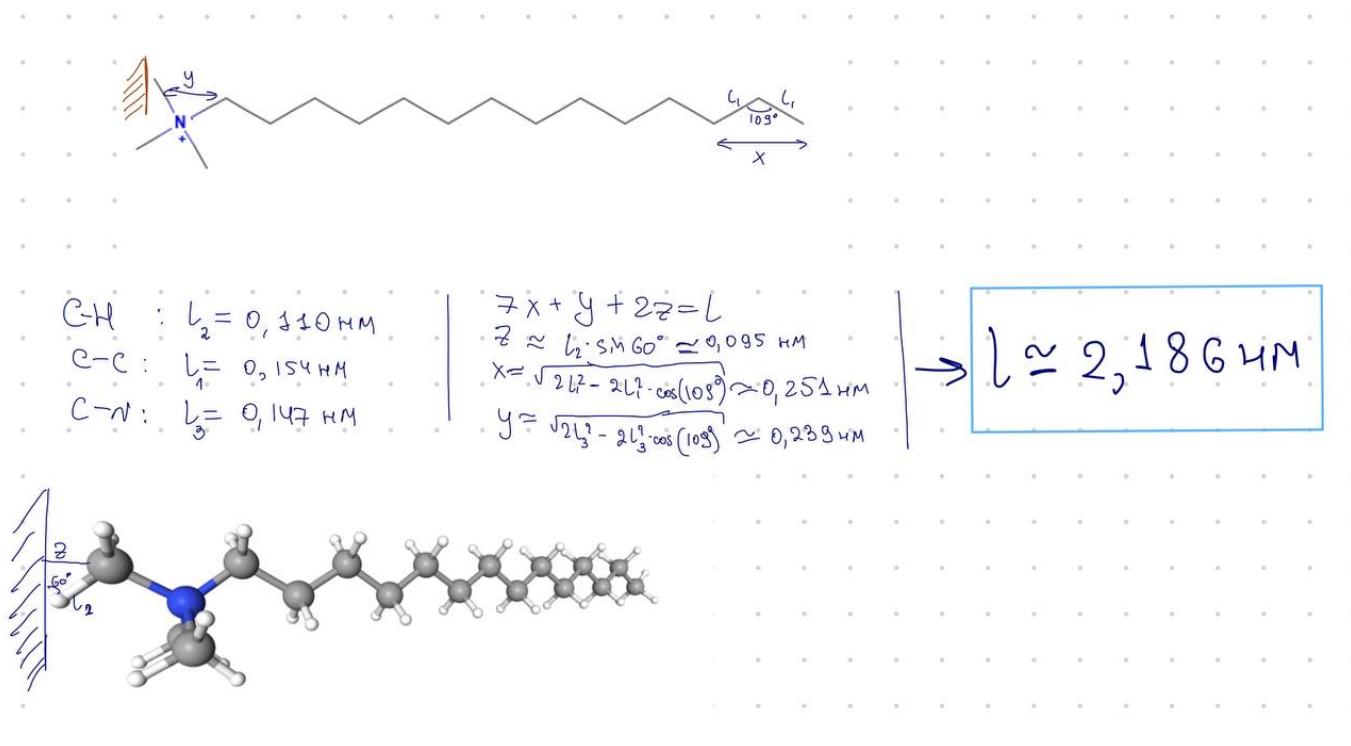 y
N
+
l₁
l₁
109°
x
C-H : l₂ = 0,110 нм
C-C : l₁ = 0,154 нм
C-N : l₃ = 0,147 нм
7x + y + 2z = l
z ≈ l₂·sin 60° ≃ 0,095 нм
x = √2l₁² - 2l₁²·cos(109°) ≃ 0,251 нм
y = √2l₃² - 2l₃²·cos(109°) ≃ 0,239 нм
→ l ≃ 2,186 нм
z
60°
l₂